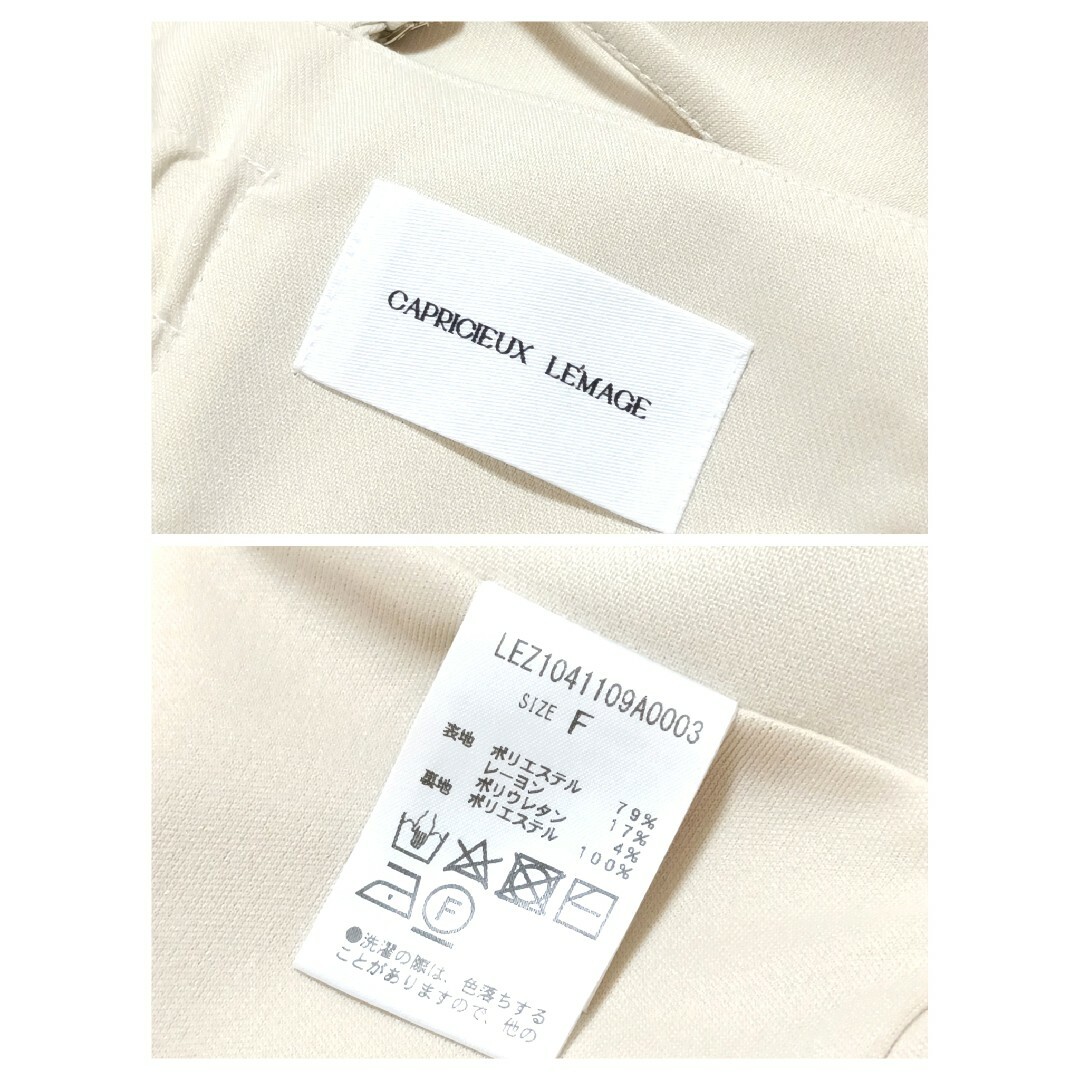 CAPRICIEUX LE'MAGE
LEZ1041109A0003
SIZE F
表地 ポリエステル 79%
レーヨン 17%
ポリウレタン 4%
裏地 ポリエステル 100%
F
●洗濯の際は、色落ちする
ことがありますので、他の